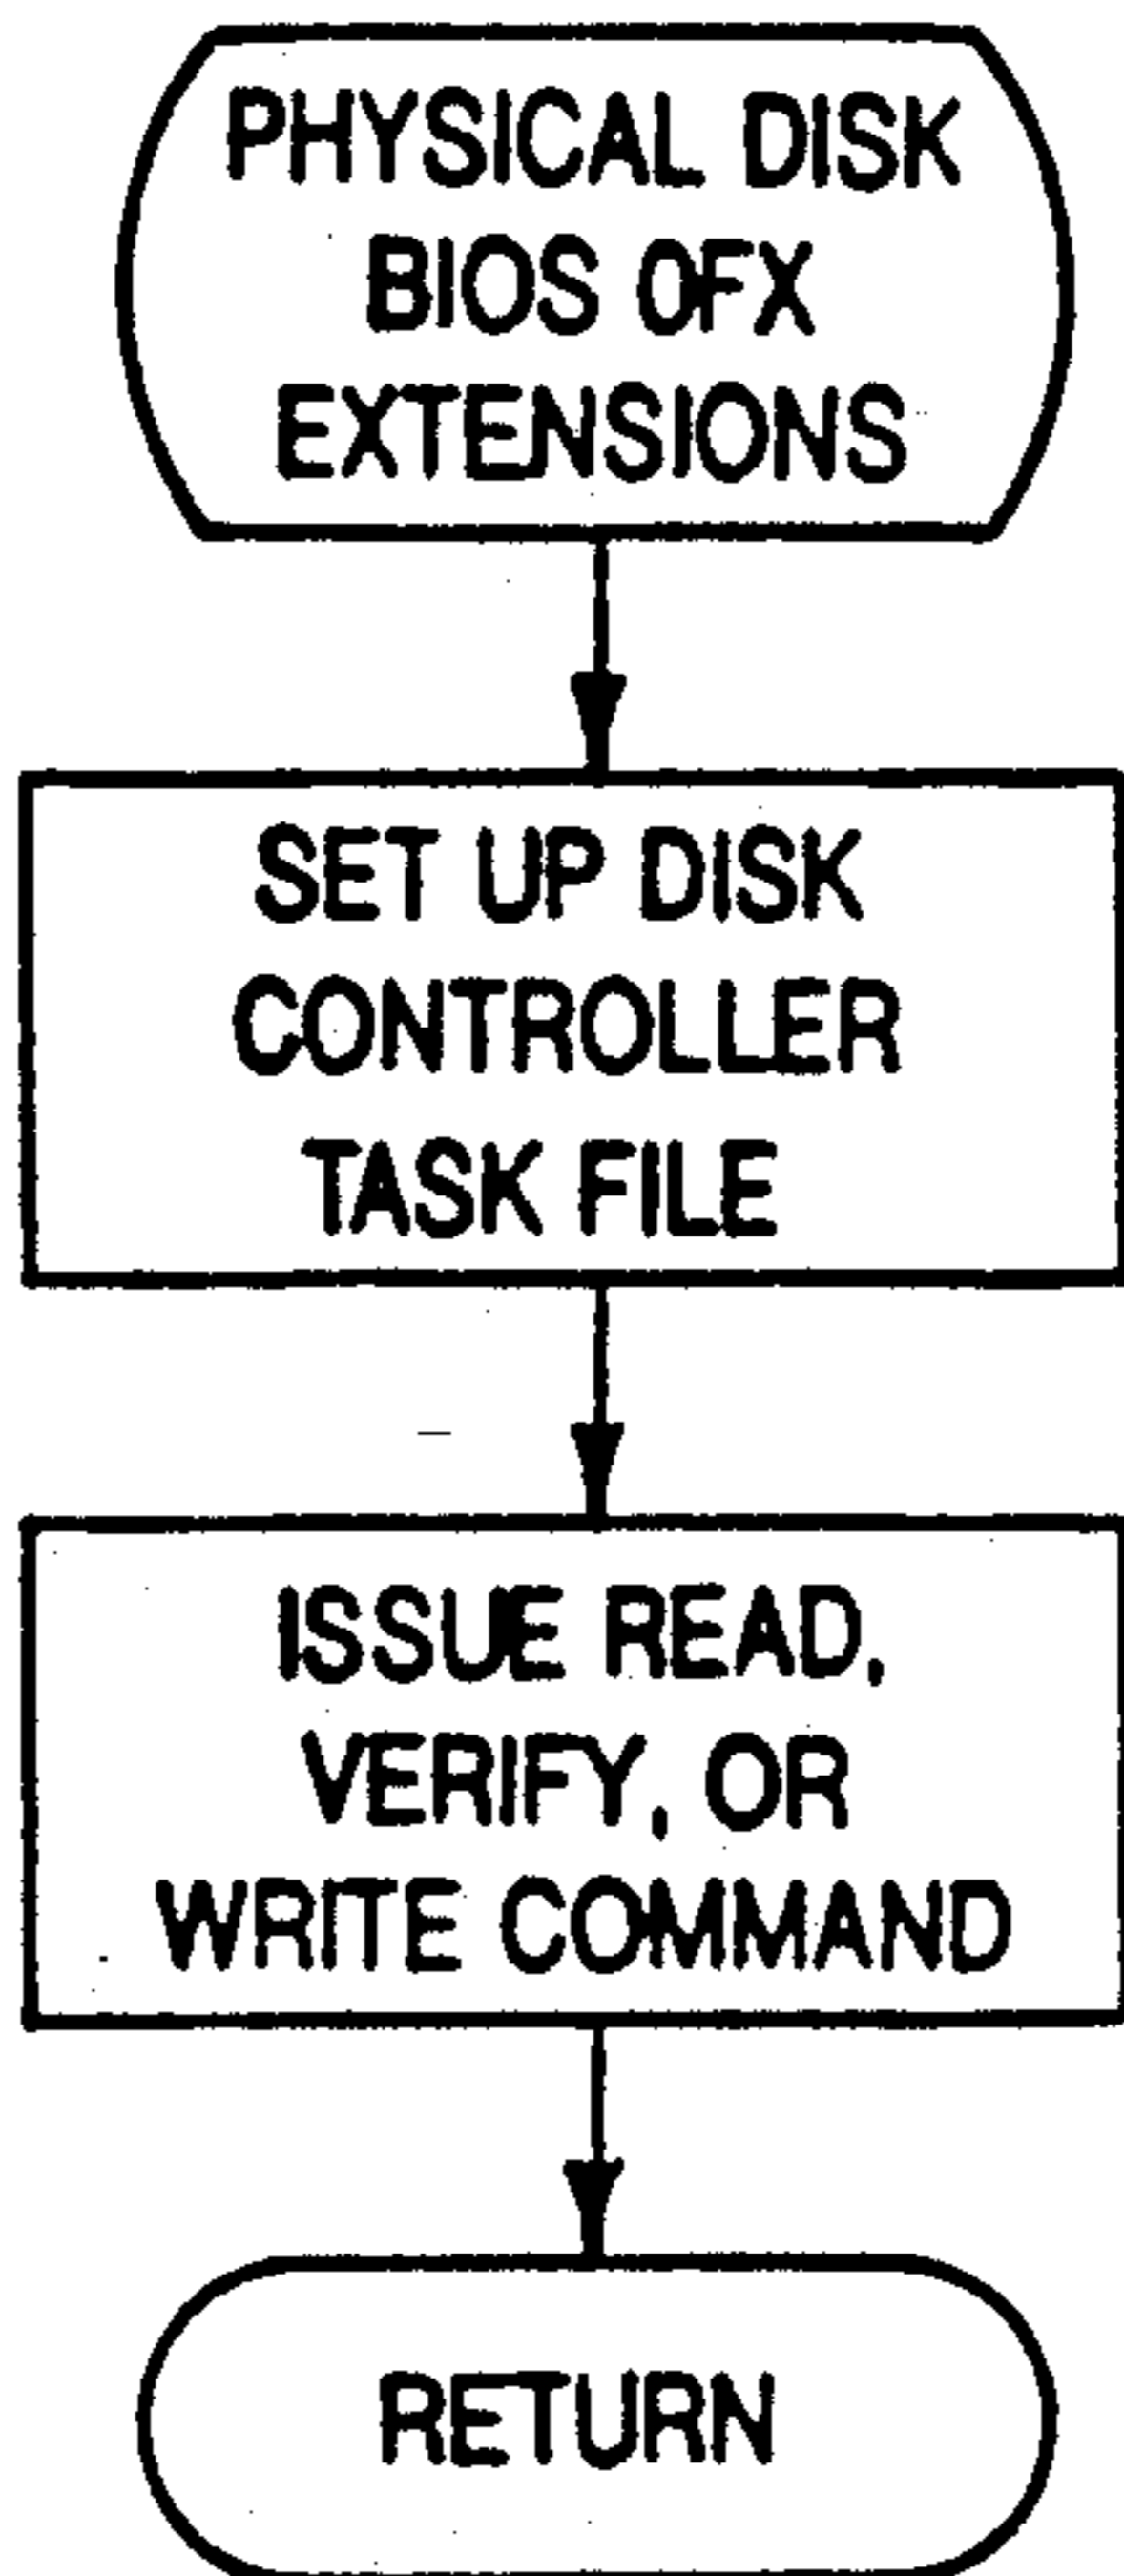 PHYSICAL DISK
BIOS 0FX
EXTENSIONS
SET UP DISK
CONTROLLER
TASK FILE
ISSUE READ,
VERIFY, OR
WRITE COMMAND
RETURN